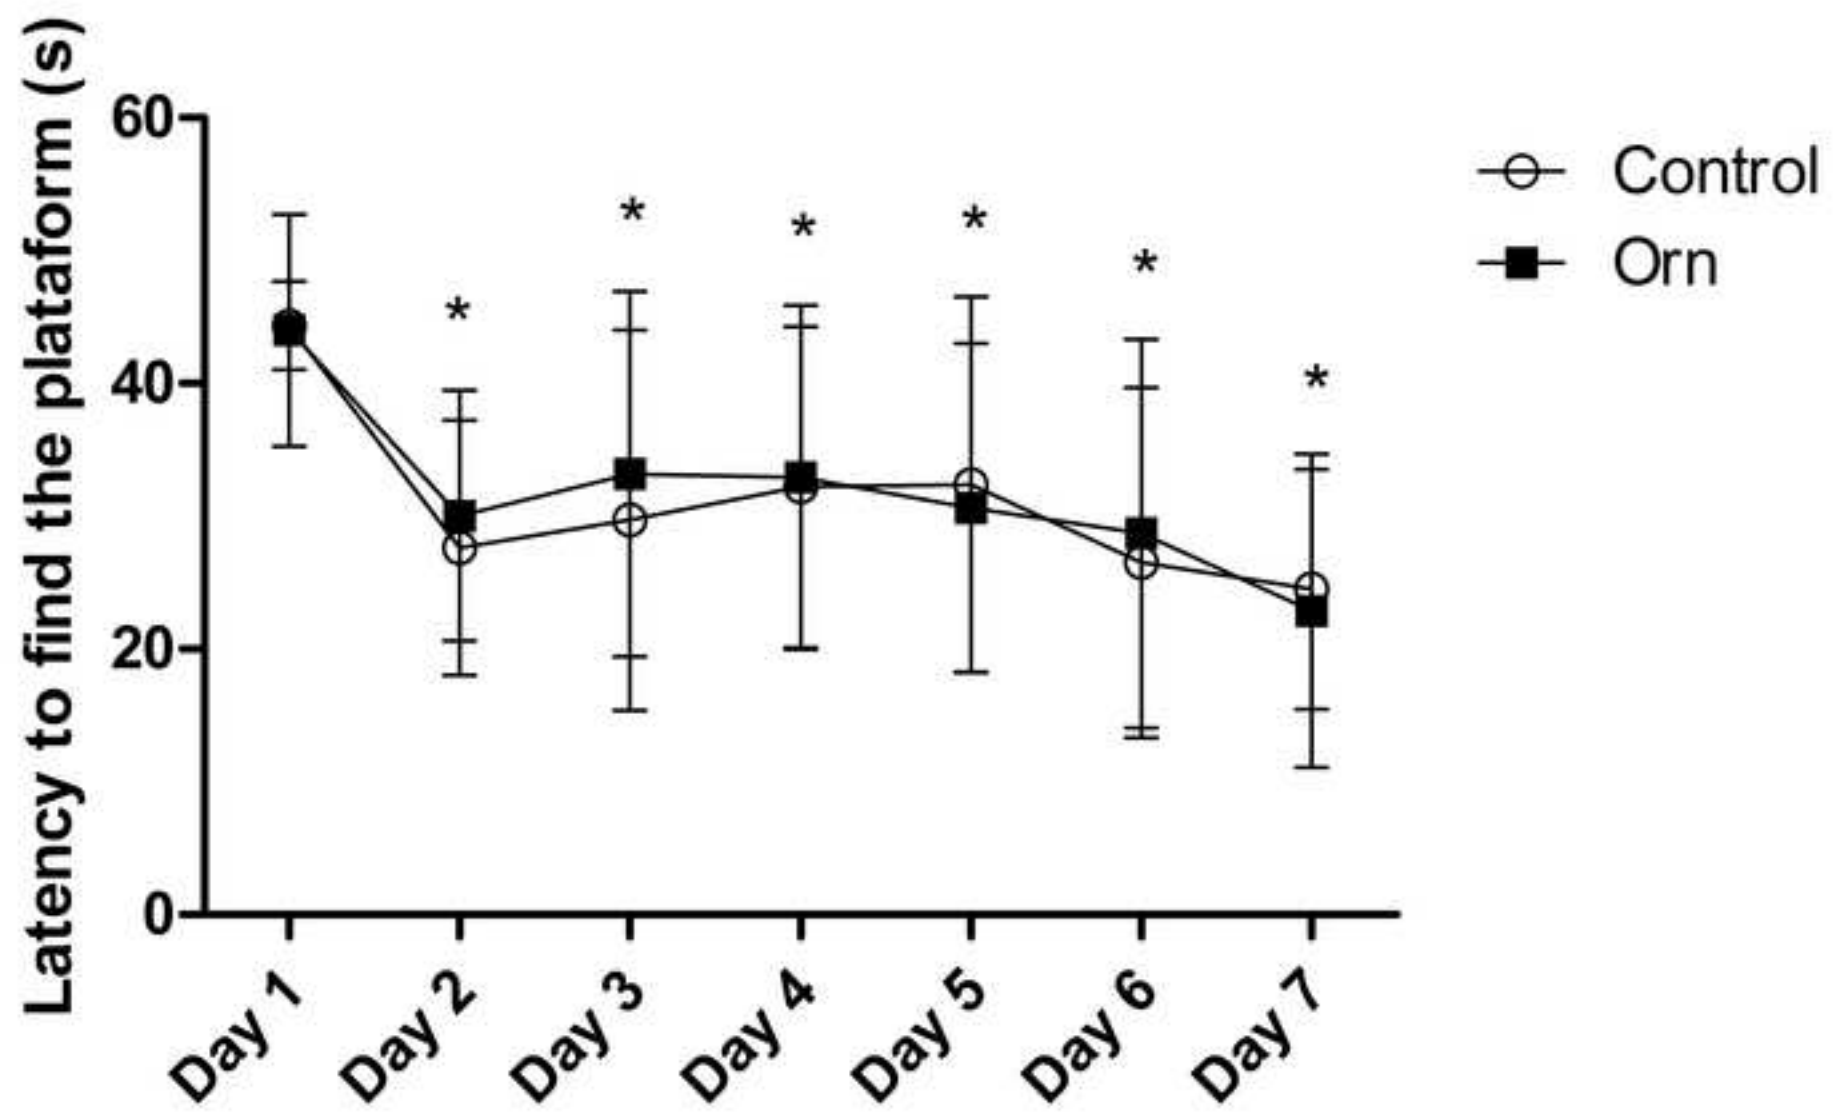 Latency to find the plataform (s)
60
40
20
0
*
*
*
*
*
*
Day 1
Day 2
Day 3
Day 4
Day 5
Day 6
Day 7
Control
Orn